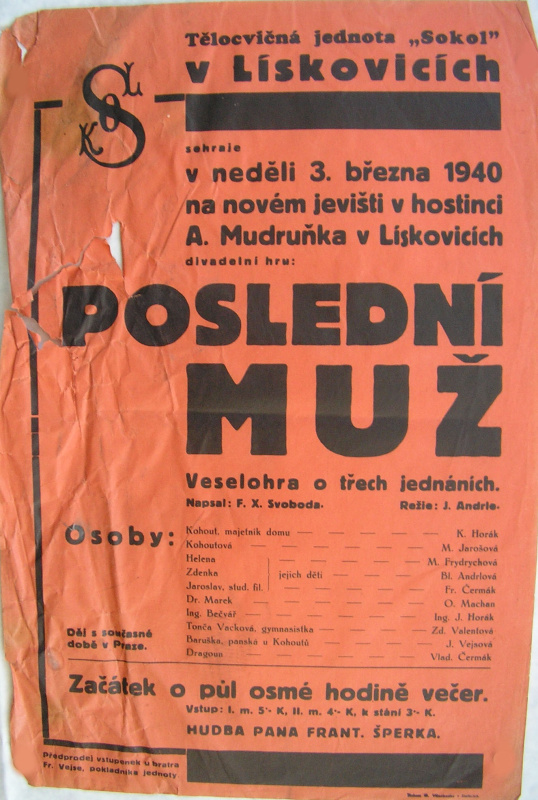 Tělocvičná jednota „Sokol"
v Lískovicích
SOKOL
sehraje
v neděli 3. března 1940
na novém jevišti v hostinci
A. Mudruňka v Lískovicích
divadelní hru:
POSLEDNÍ
MUŽ
Veselohra o třech jednáních.
Napsal: F. X. Svoboda. Režie: J. Andrle.
Osoby:
Kohout, majetník domu — — — — — K. Horák
Kohoutová — — — — — — M. Jarošová
Helena — — — — — M. Frydrychová
Zdenka jejich děti — — — Bl. Andrlová
Jaroslav, stud. fil. — — — — Fr. Čermák
Dr. Marek — — — — — — O. Machan
Ing. Bečvář — — — — — Ing. J. Horák
Tonča Vacková, gymnasistka — — — — Zd. Valentová
Baruška, panská u Kohoutů — — — — J. Vejsová
Dragoun — — — — — — Vlad. Čermák
Děj s současné
době v Praze.
Začátek o půl osmé hodině večer.
Vstup: I. m. 5·- K, II. m. 4·- K, k stání 3·- K.
HUDBA PANA FRANT. ŠPERKA.
Předprodej vstupenek u bratra
Fr. Vejse, pokladníka jednoty